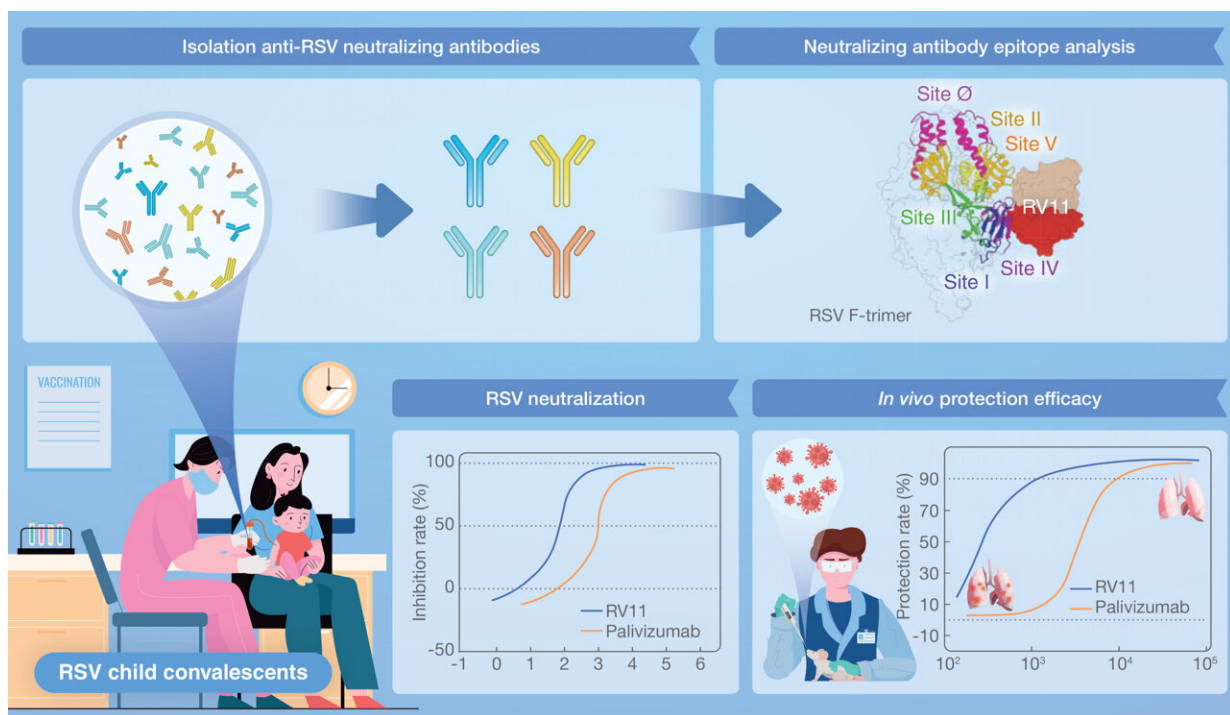 Isolation anti-RSV neutralizing antibodies
Neutralizing antibody epitope analysis
Site Ø
Site II
Site V
Site III
RV11
Site IV
Site I
RSV F-trimer
VACCINATION
RSV child convalescents
RSV neutralization
Inhibition rate (%)
100
50
0
-50
-1 0 1 2 3 4 5 6
RV11
Palivizumab
In vivo protection efficacy
Protection rate (%)
90
70
50
30
10
-10
10² 10³ 10⁴ 10⁵
RV11
Palivizumab